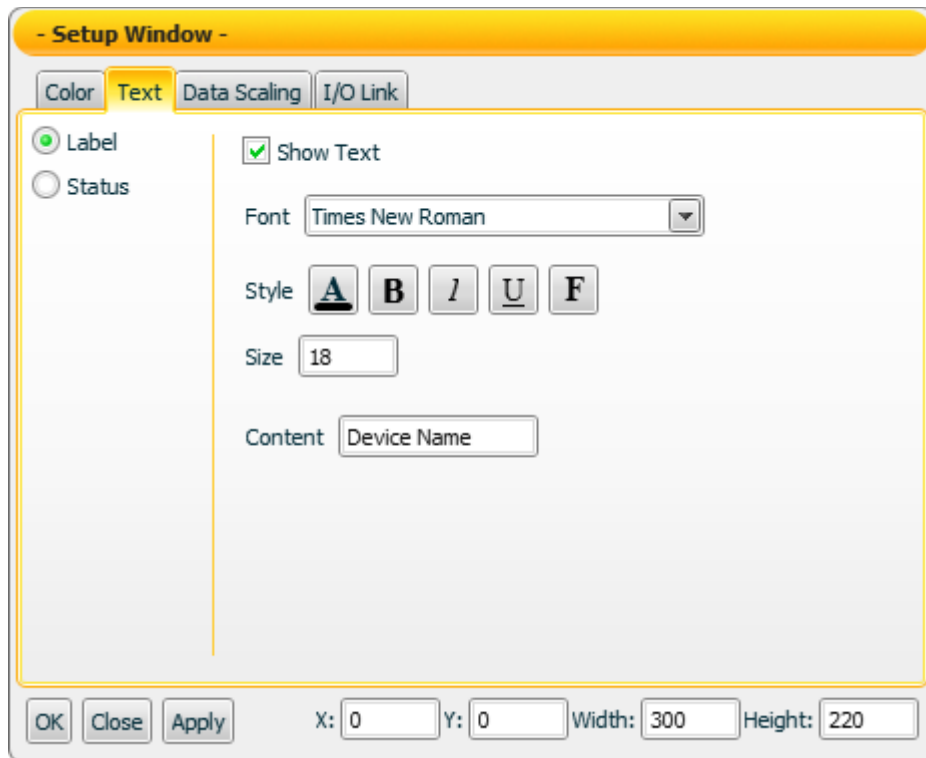 - Setup Window -
Color Text Data Scaling I/O Link
Label
Show Text
Status
Font Times New Roman
Style A B I U F
Size 18
Content Device Name
OK Close Apply X: 0 Y: 0 Width: 300 Height: 220